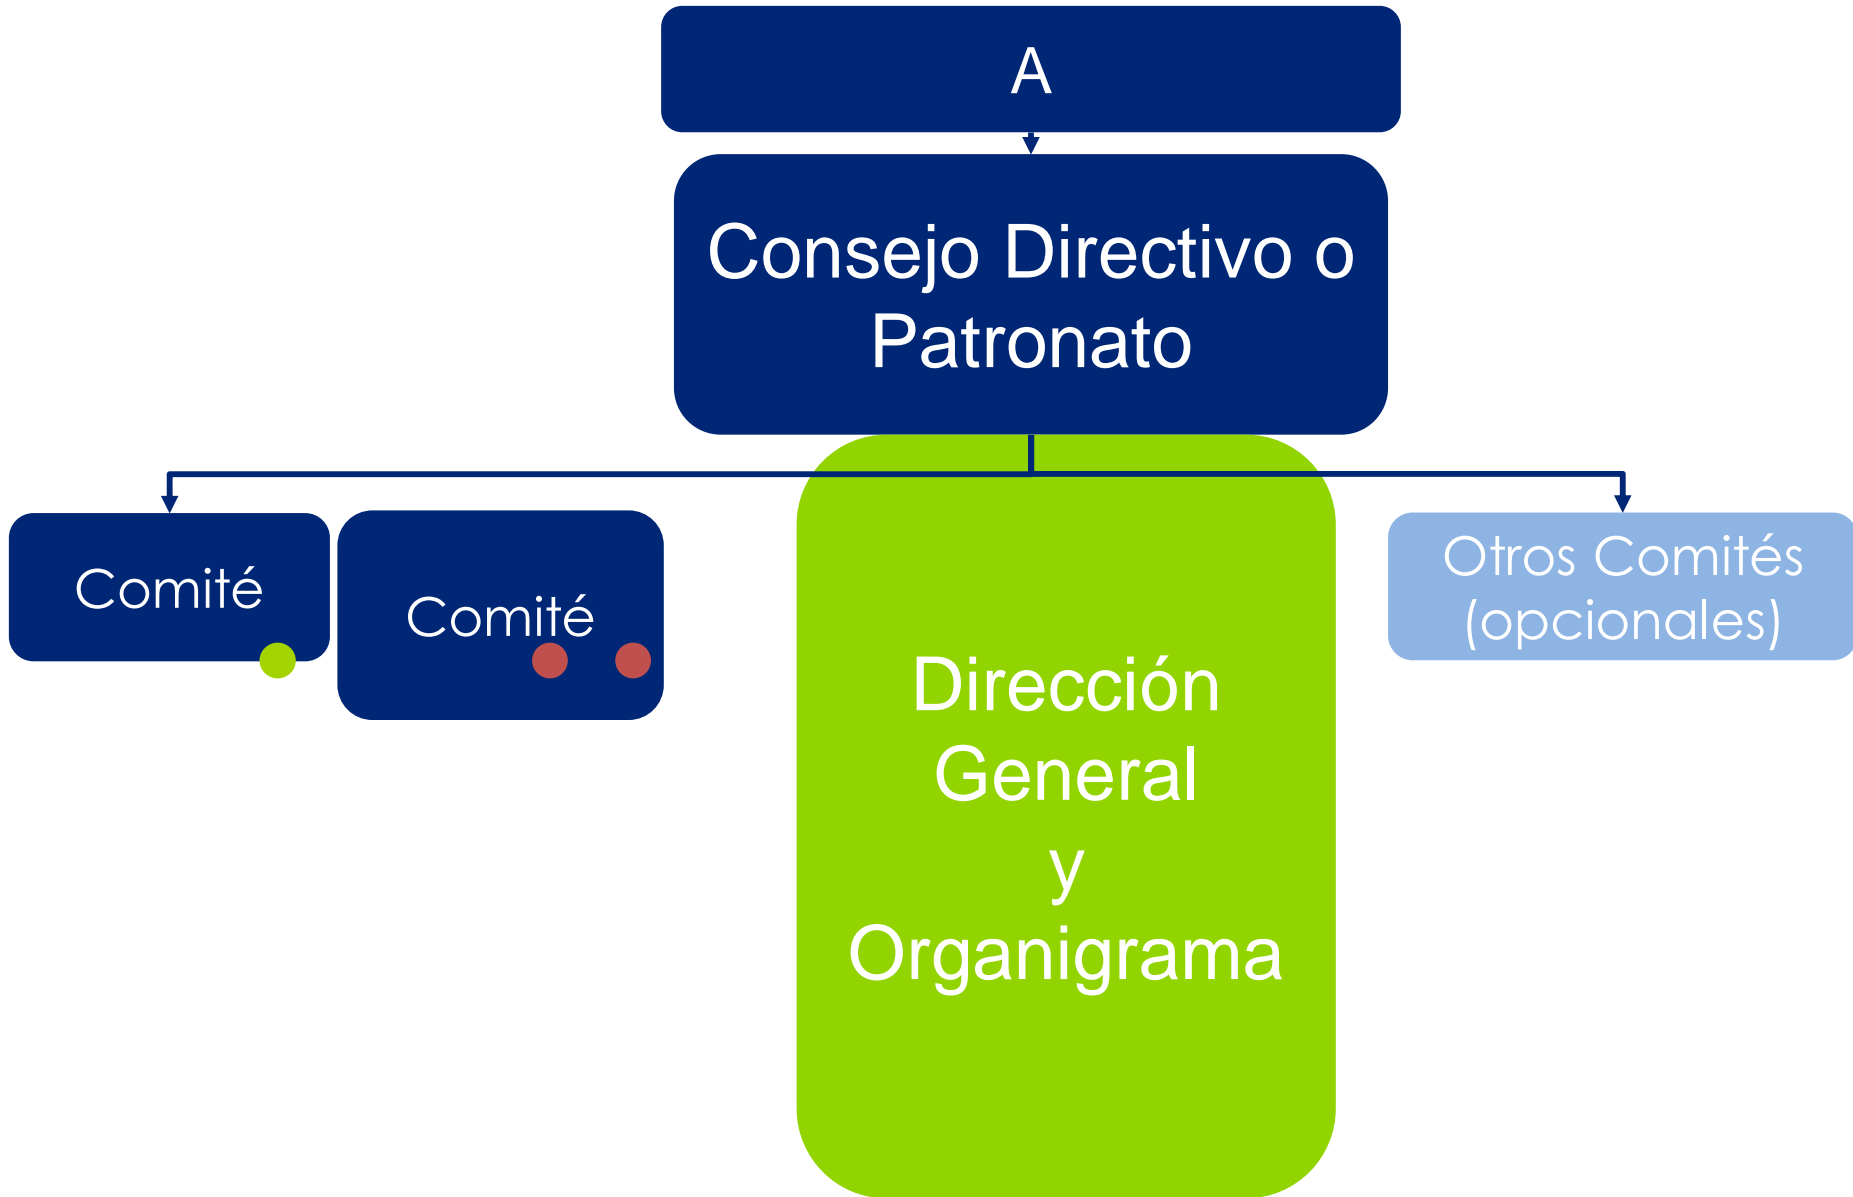 A
Consejo Directivo o
Patronato
Comité
Comité
Otros Comités
(opcionales)
Dirección
General
y
Organigrama